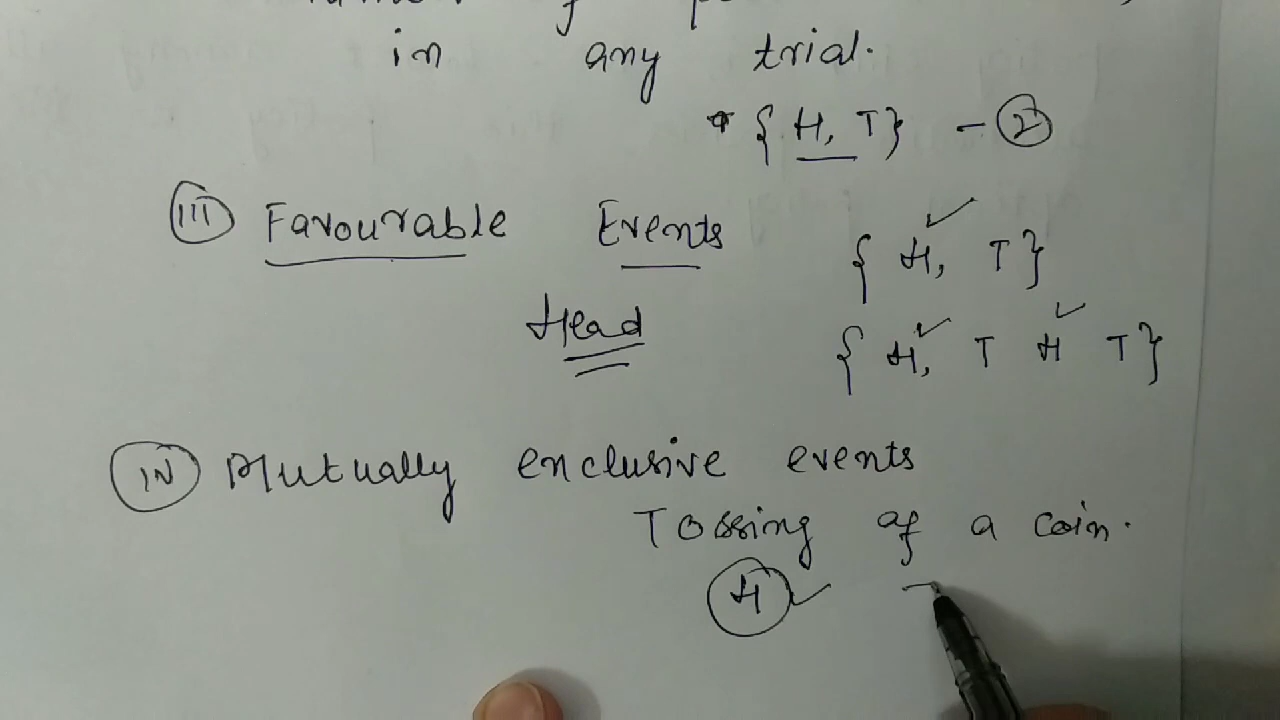 in any trial.
{H, T} - 2
III Favourable Events {H, T}
Head {H, T H T}
IV Mutually exclusive events
Tossing of a coin.
H